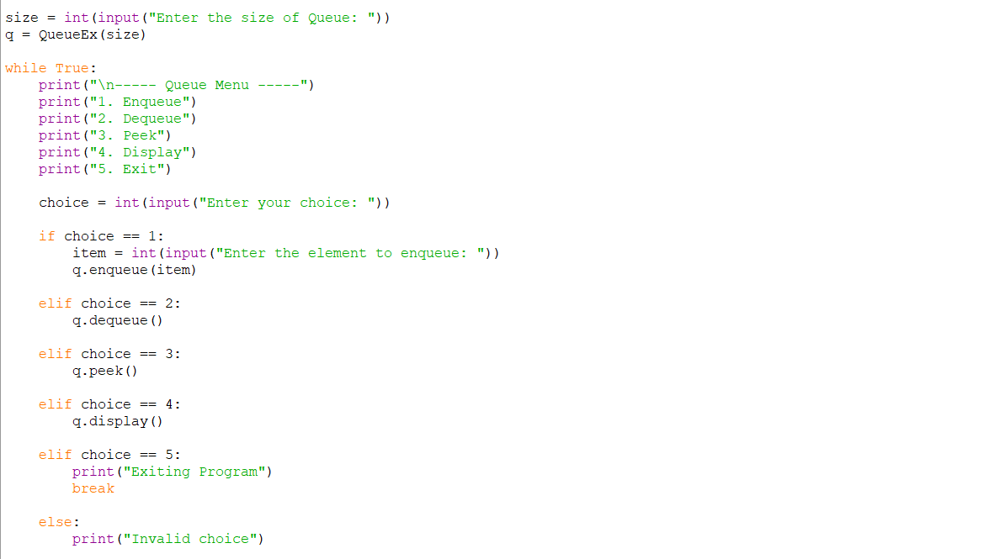 size = int(input("Enter the size of Queue: "))
q = QueueEx(size)

while True:
    print("\n----- Queue Menu -----")
    print("1. Enqueue")
    print("2. Dequeue")
    print("3. Peek")
    print("4. Display")
    print("5. Exit")

    choice = int(input("Enter your choice: "))

    if choice == 1:
        item = int(input("Enter the element to enqueue: "))
        q.enqueue(item)

    elif choice == 2:
        q.dequeue()

    elif choice == 3:
        q.peek()

    elif choice == 4:
        q.display()

    elif choice == 5:
        print("Exiting Program")
        break

    else:
        print("Invalid choice")